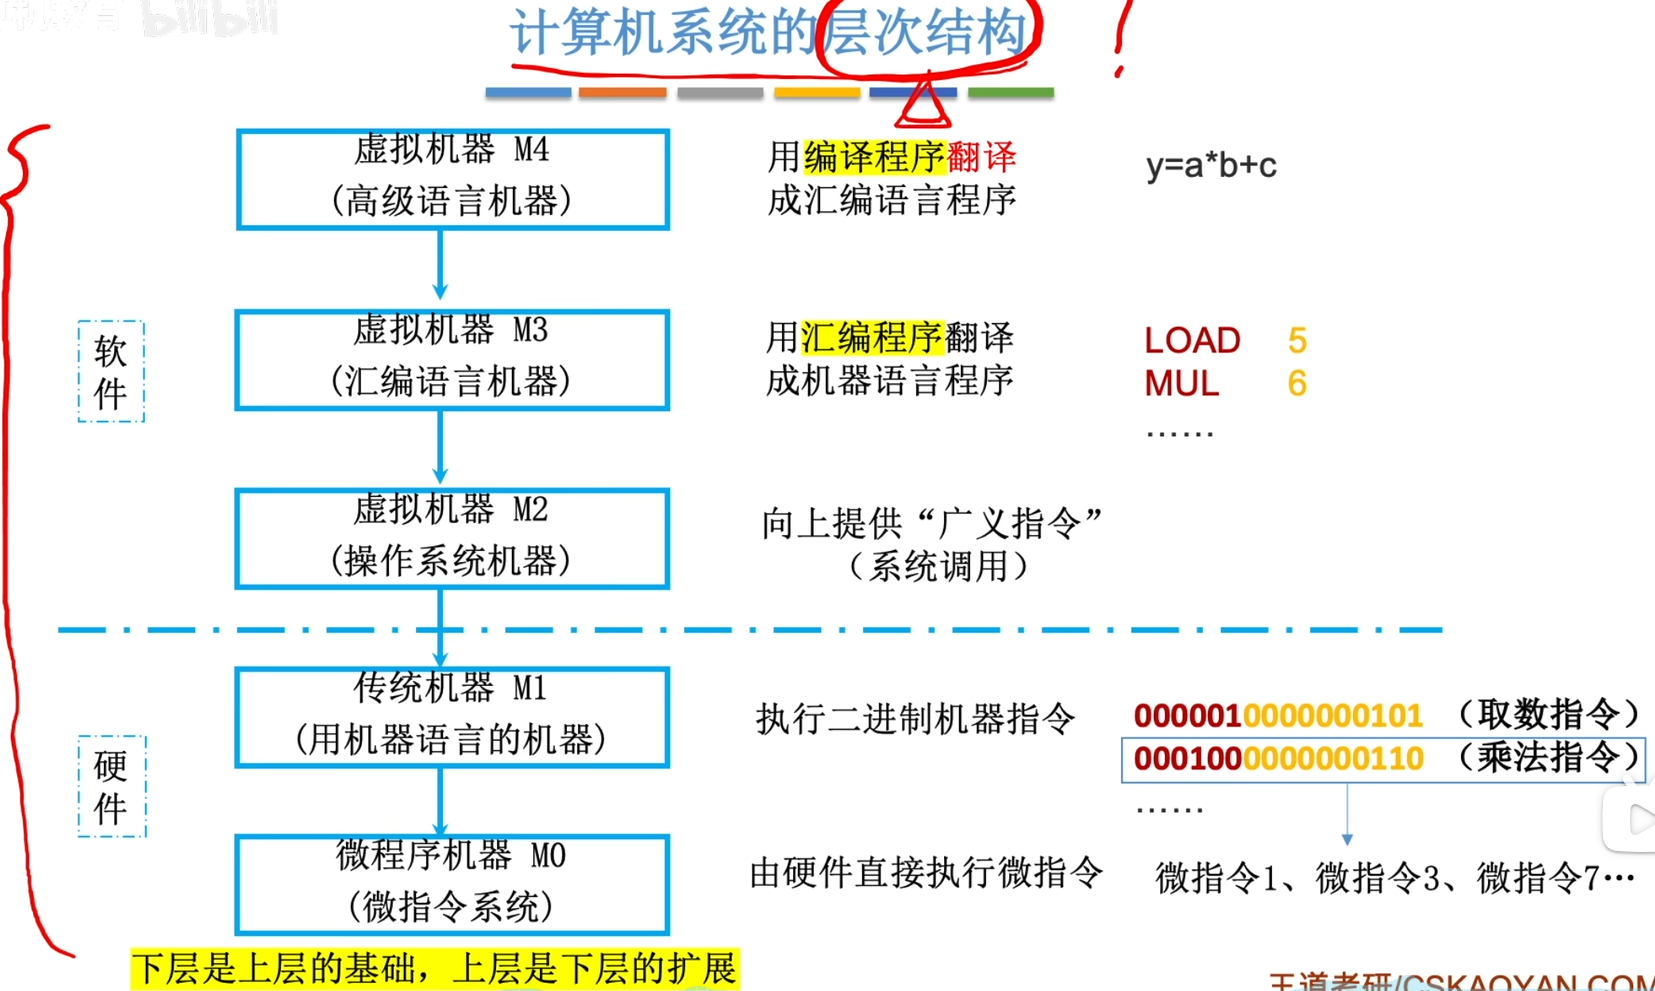 bilibili
计算机系统的层次结构
虚拟机器 M4
(高级语言机器)
用编译程序翻译
成汇编语言程序
y=a*b+c
软件
虚拟机器 M3
(汇编语言机器)
用汇编程序翻译
成机器语言程序
LOAD 5
MUL 6
……
虚拟机器 M2
(操作系统机器)
向上提供“广义指令”
（系统调用）
硬件
传统机器 M1
(用机器语言的机器)
执行二进制机器指令
0000010000000101 （取数指令）
0001000000000110 （乘法指令）
……
微程序机器 M0
(微指令系统)
由硬件直接执行微指令
微指令1、微指令3、微指令7…
下层是上层的基础，上层是下层的扩展
王道考研/CSKAOYAN.COM